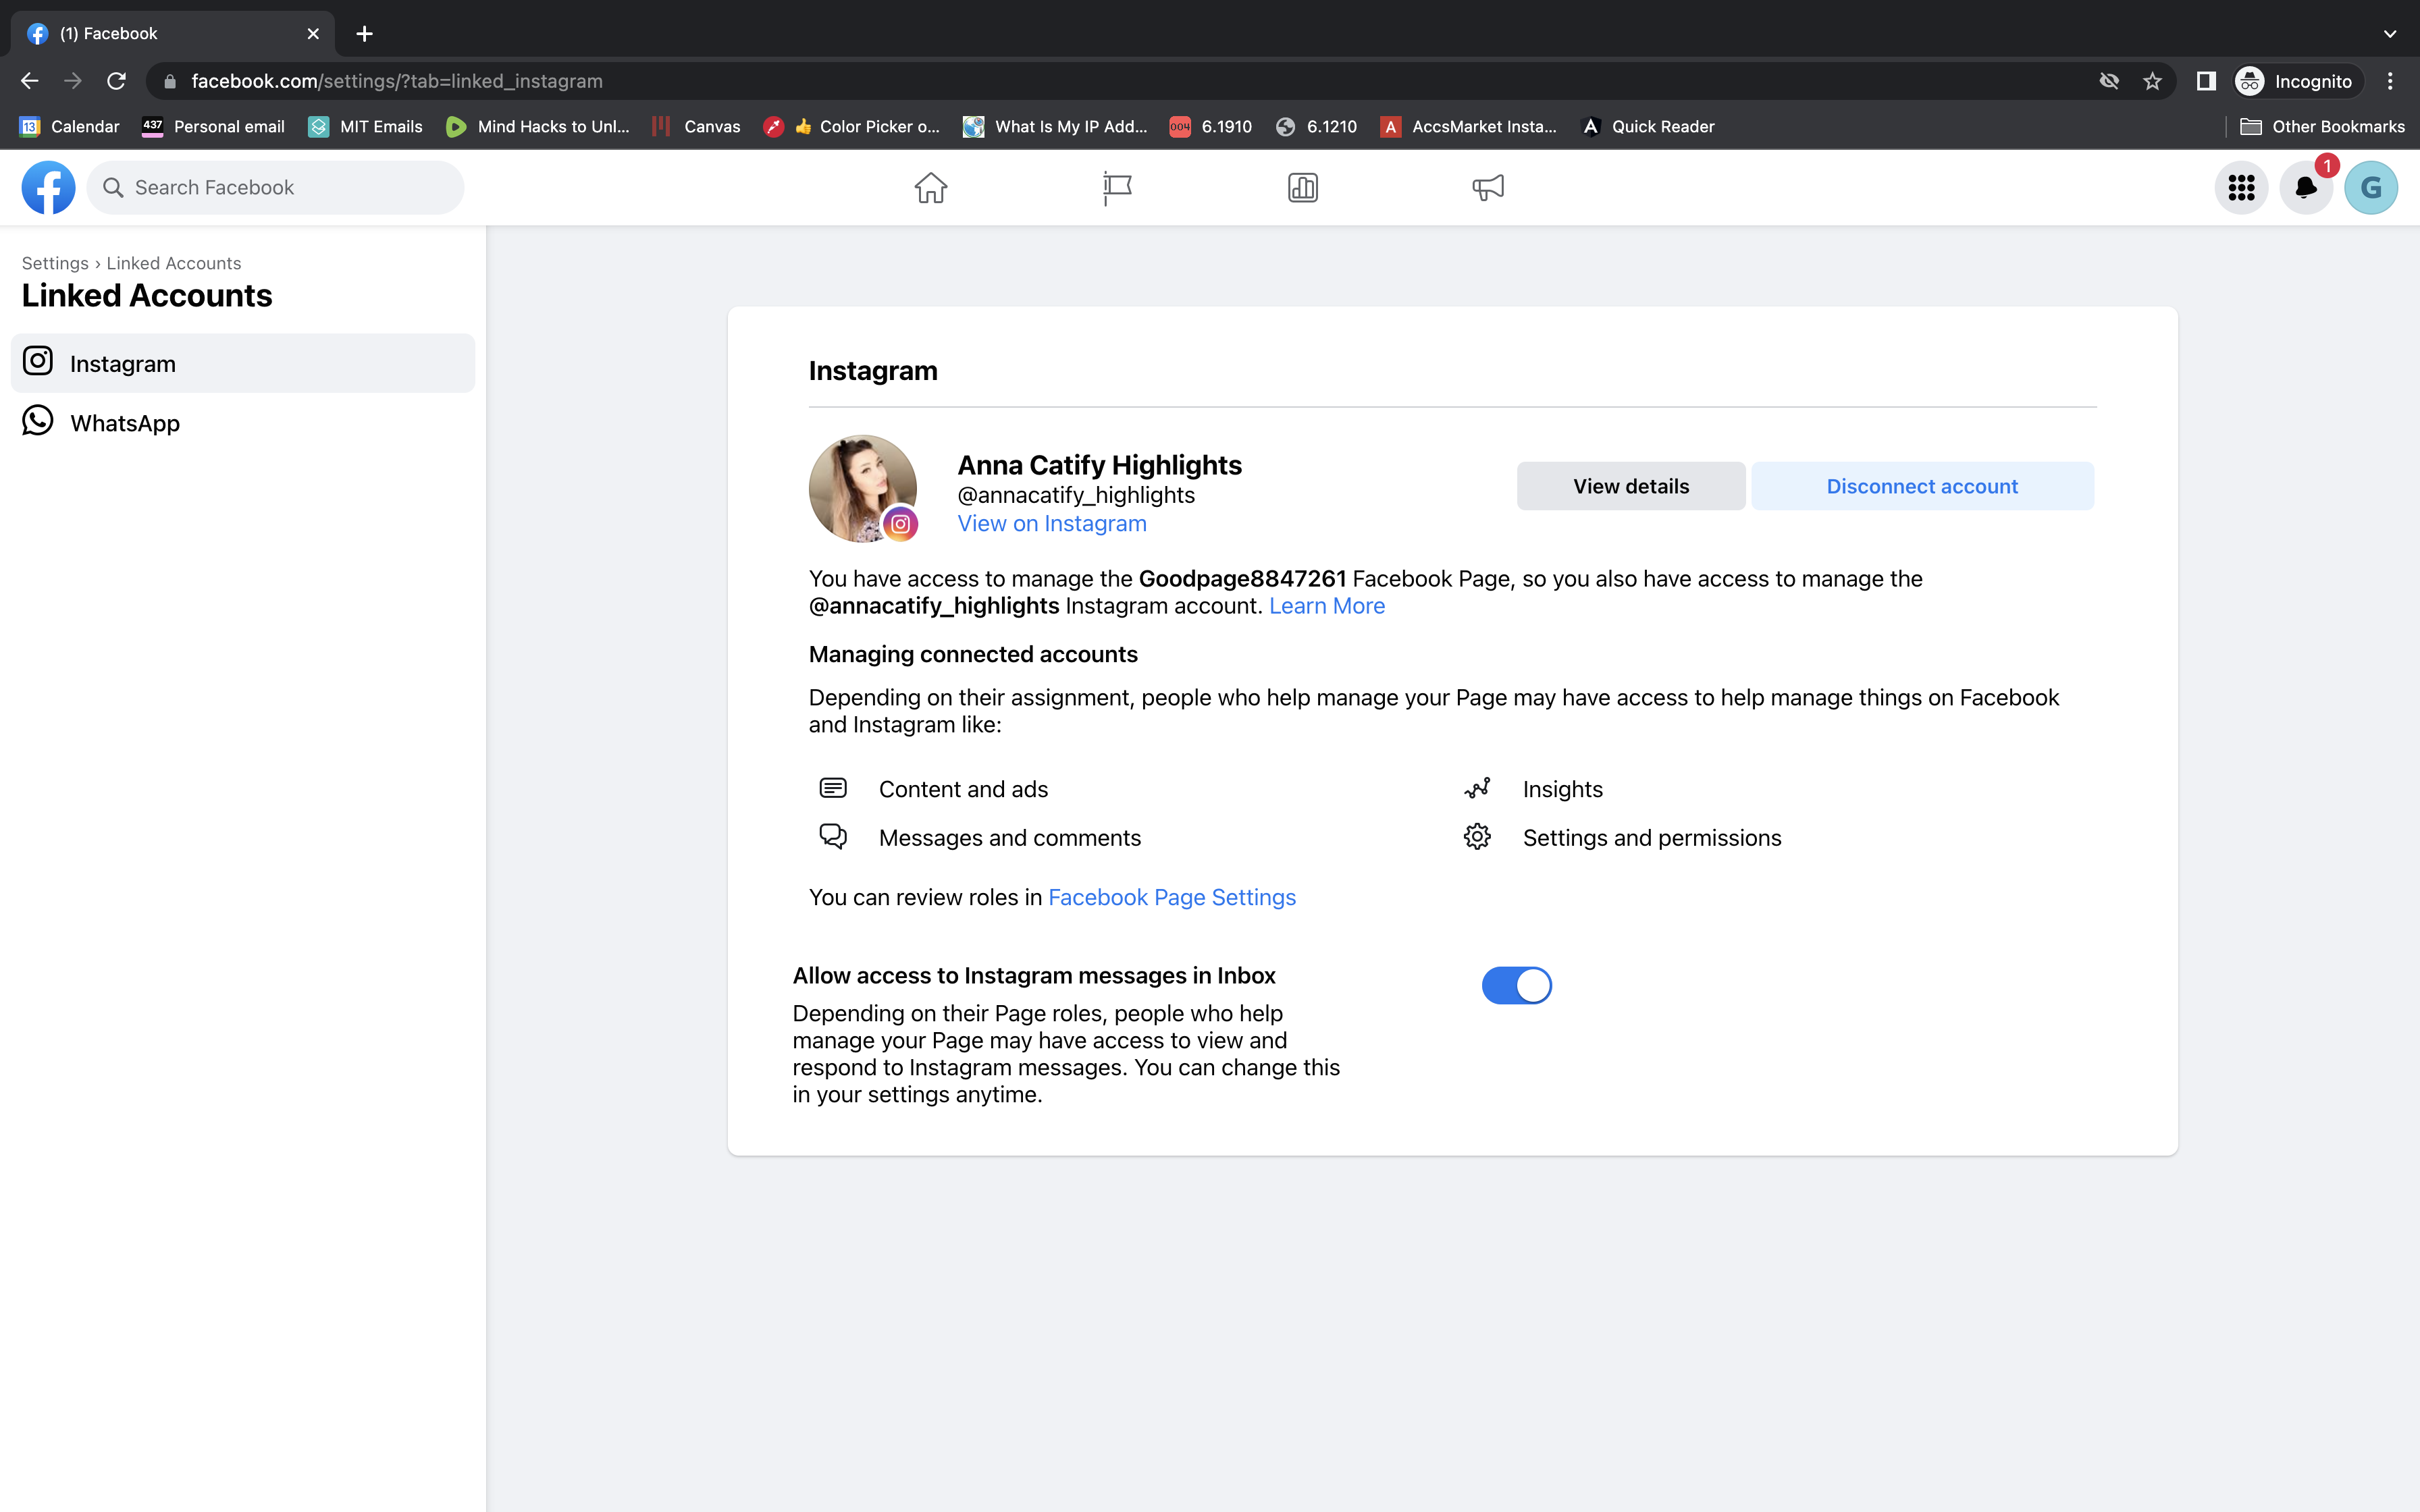 (1) Facebook
facebook.com/settings/?tab=linked_instagram
Incognito
13 Calendar
437 Personal email
MIT Emails
Mind Hacks to Unl...
Canvas
👍 Color Picker o...
What Is My IP Add...
004 6.1910
6.1210
A AccsMarket Insta...
A Quick Reader
Other Bookmarks
Search Facebook
1
G
Settings › Linked Accounts
Linked Accounts
Instagram
WhatsApp
Instagram
Anna Catify Highlights
@annacatify_highlights
View on Instagram
View details
Disconnect account
You have access to manage the Goodpage8847261 Facebook Page, so you also have access to manage the
@annacatify_highlights Instagram account. Learn More
Managing connected accounts
Depending on their assignment, people who help manage your Page may have access to help manage things on Facebook
and Instagram like:
Content and ads
Insights
Messages and comments
Settings and permissions
You can review roles in Facebook Page Settings
Allow access to Instagram messages in Inbox
Depending on their Page roles, people who help
manage your Page may have access to view and
respond to Instagram messages. You can change this
in your settings anytime.